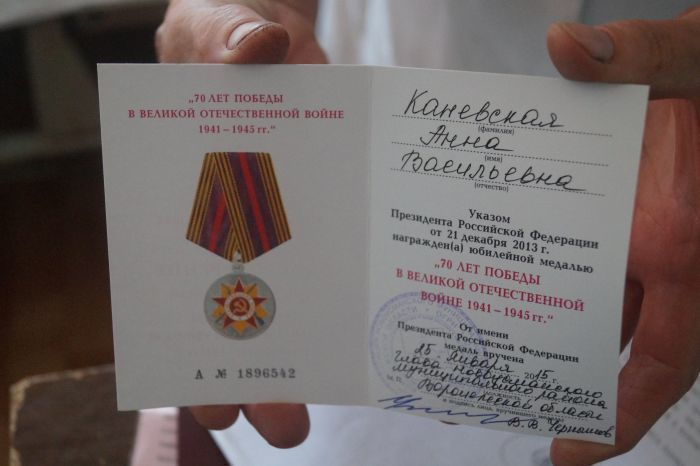 „70 ЛЕТ ПОБЕДЫ
В ВЕЛИКОЙ ОТЕЧЕСТВЕННОЙ ВОЙНЕ
1941 – 1945 гг."
А № 1896542
Каневская
(фамилия)
Анна
(имя)
Васильевна
(отчество)
Указом
Президента Российской Федерации
от 21 декабря 2013 г.
награжден(а) юбилейной медалью
„70 ЛЕТ ПОБЕДЫ
В ВЕЛИКОЙ ОТЕЧЕСТВЕННОЙ
ВОЙНЕ 1941 – 1945 гг."
От имени
Президента Российской Федерации
медаль вручена
25 января 2015
Глава Новоусманского
муниципального района
Воронежской области
М. П.
В.В. Чернышов